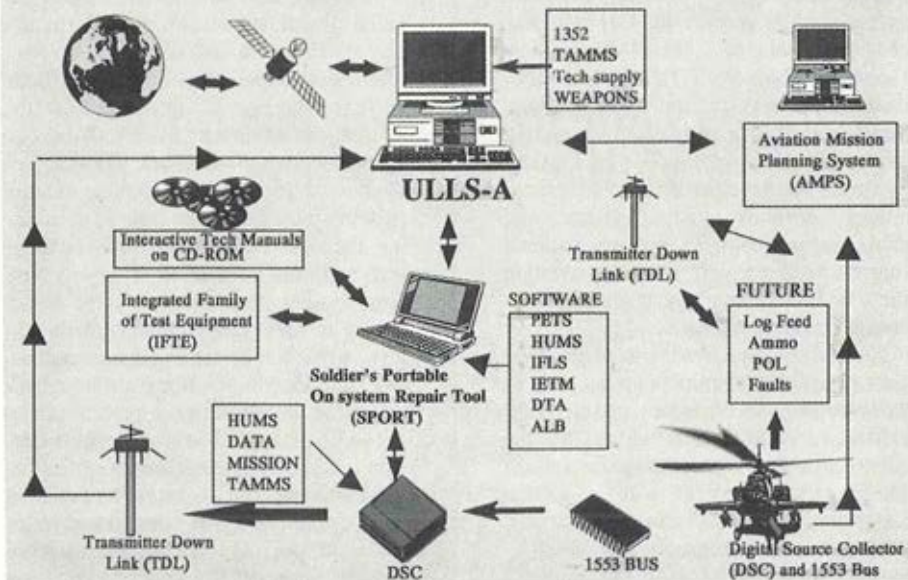 1352
TAMMS
Tech supply
WEAPONS
ULLS-A
Aviation Mission
Planning System
(AMPS)
Interactive Tech Manuals
on CD-ROM
Transmitter Down
Link (TDL)
Integrated Family
of Test Equipment
(IFTE)
SOFTWARE
PETS
HUMS
IFLS
IETM
DTA
ALB
FUTURE
Log Feed
Ammo
POL
Faults
Soldier's Portable
On system Repair Tool
(SPORT)
HUMS
DATA
MISSION
TAMMS
Transmitter Down
Link (TDL)
DSC
1553 BUS
Digital Source Collector
(DSC) and 1553 Bus